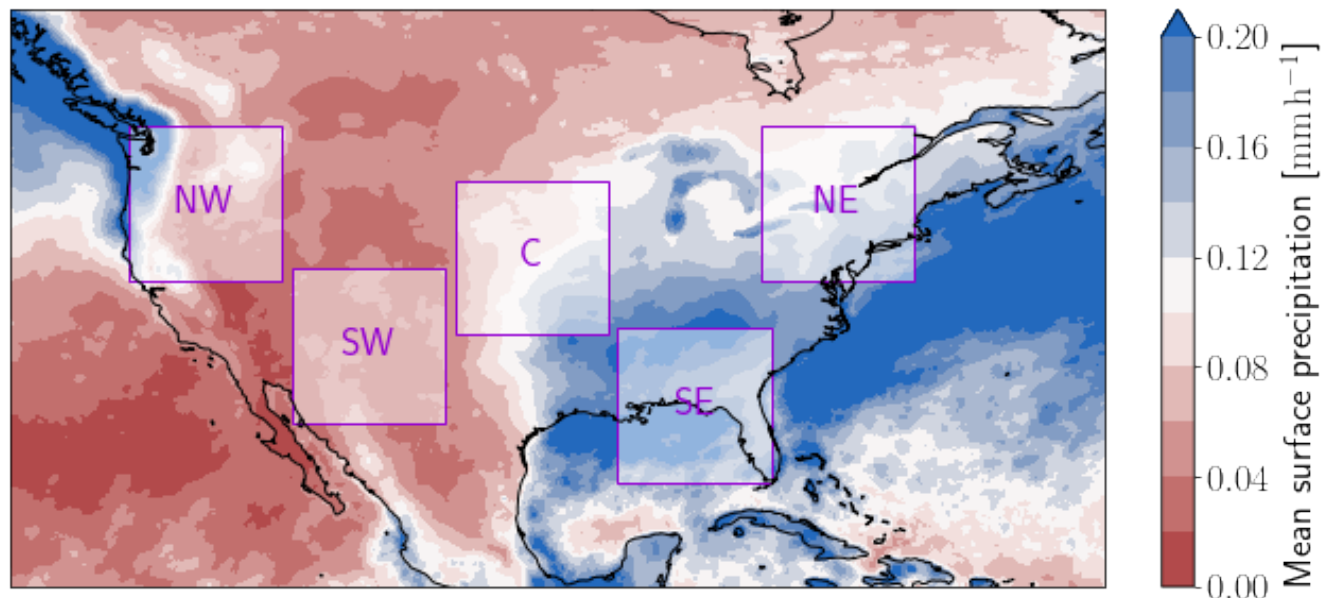 NW
NE
C
SW
SE
0.20
0.16
0.12
0.08
0.04
0.00
Mean surface precipitation [mm h⁻¹]